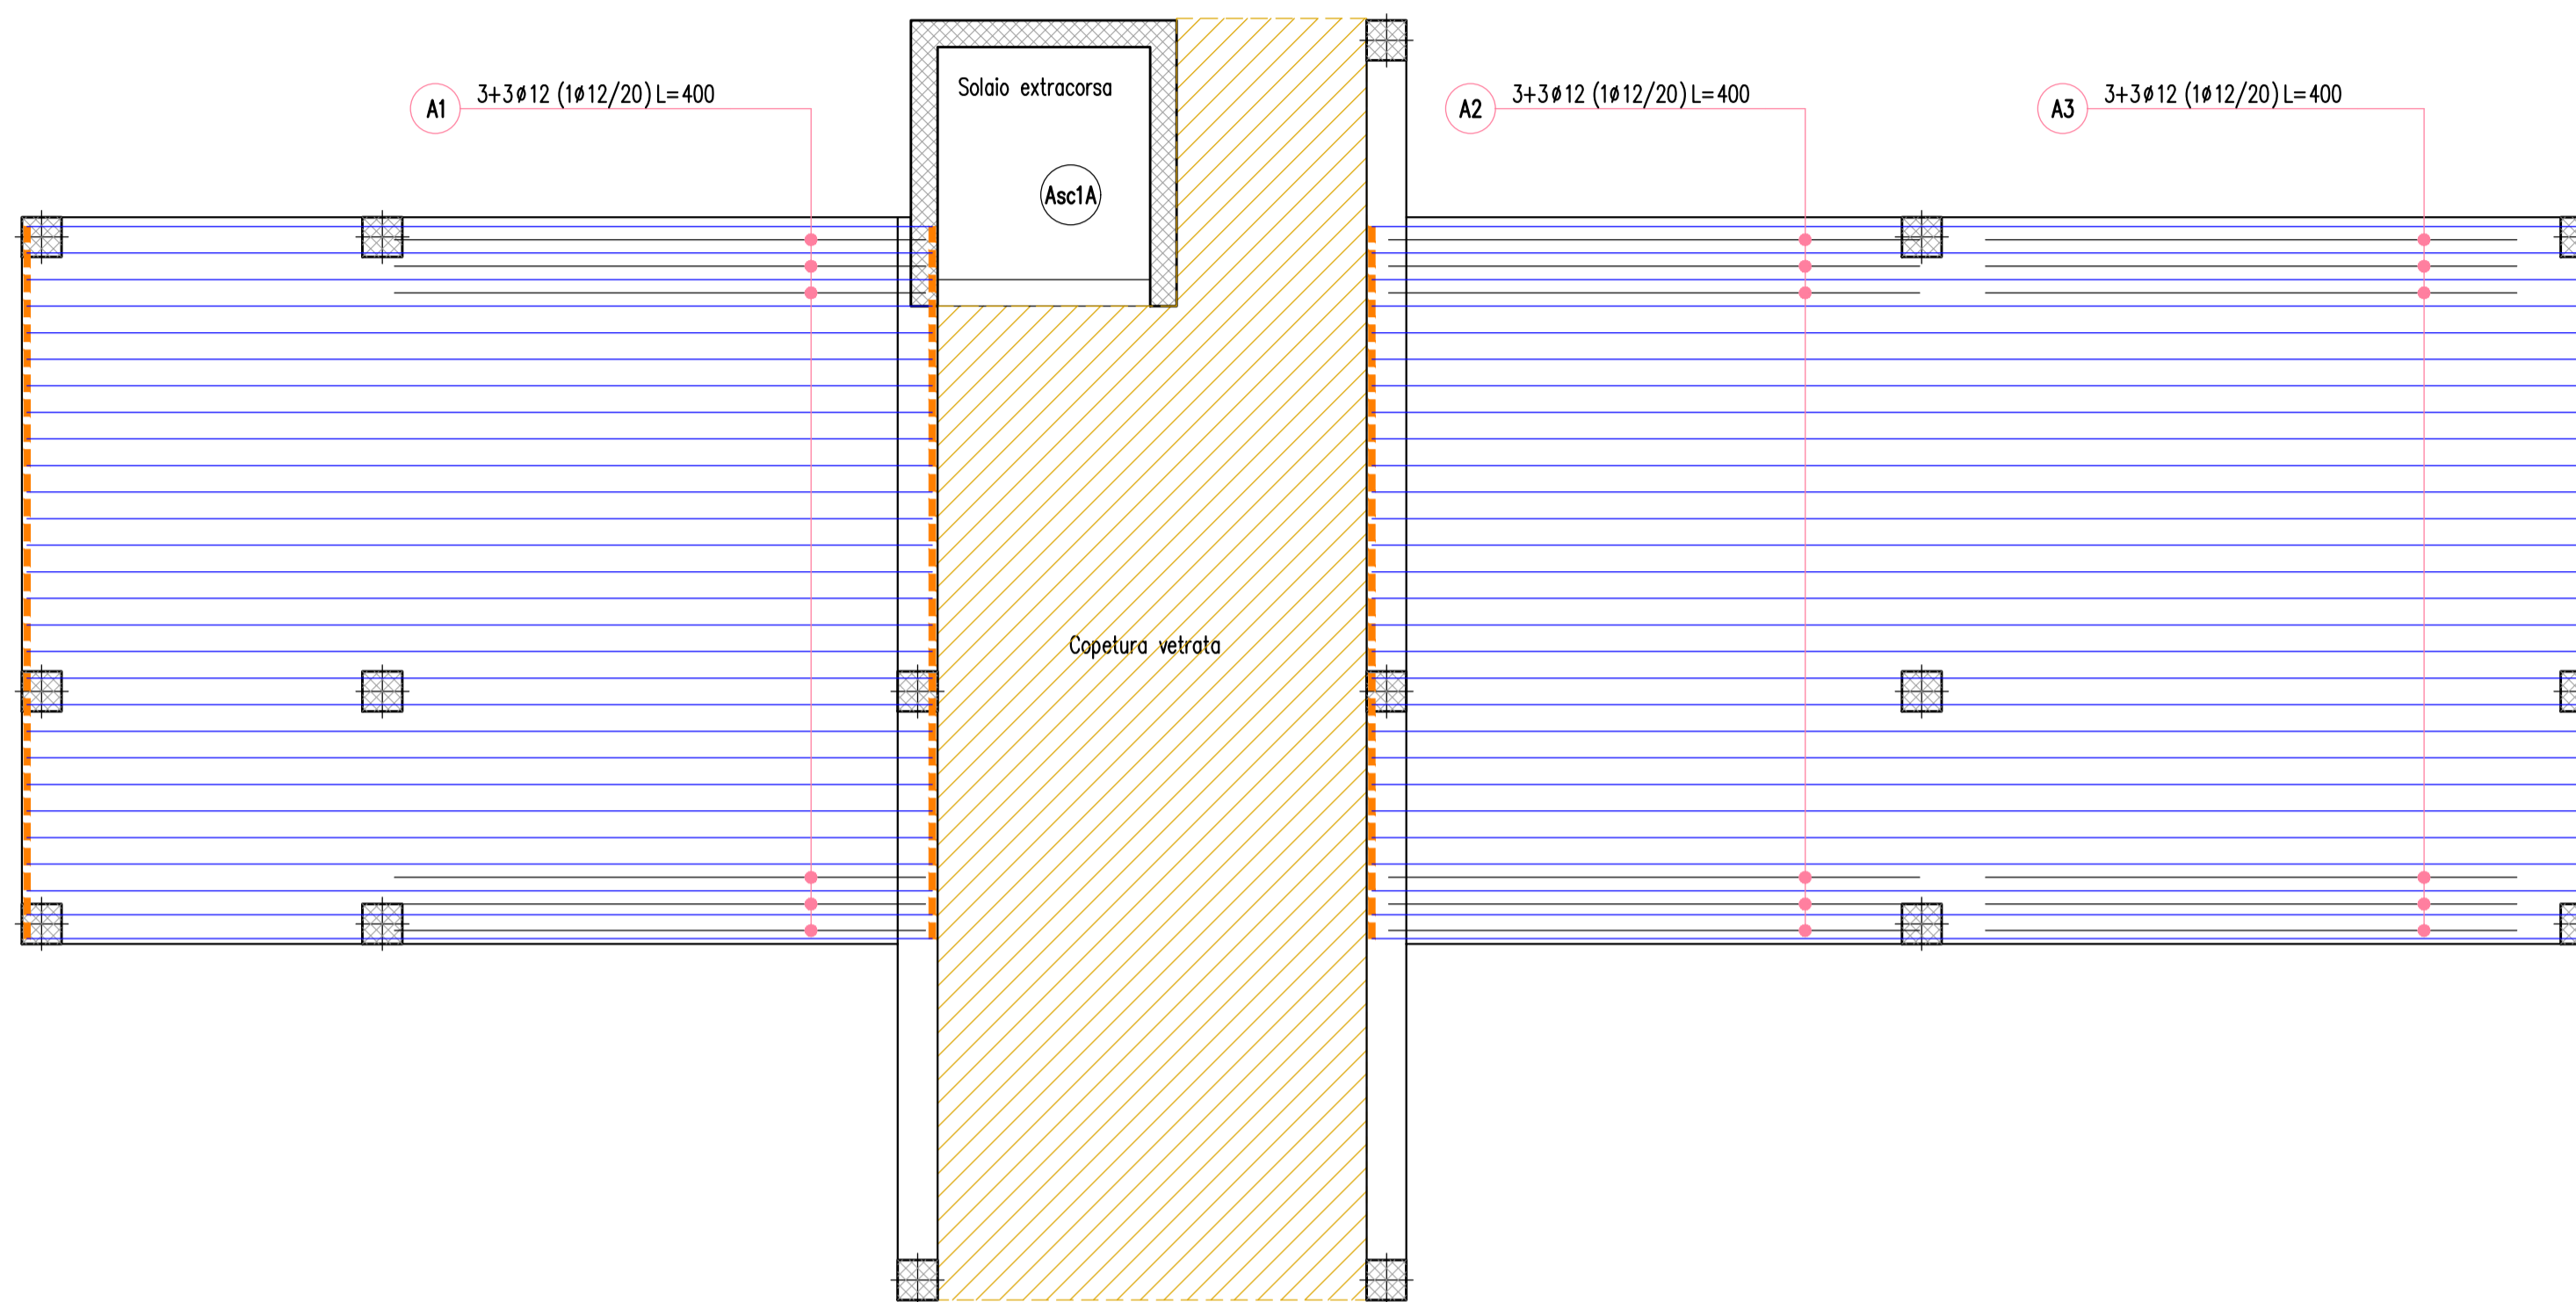 Solaio extracorsa
A1
3+3ø12 (1ø12/20) L=400
A2
3+3ø12 (1ø12/20) L=400
A3
3+3ø12 (1ø12/20) L=400
Asc1A
Copetura vetrata